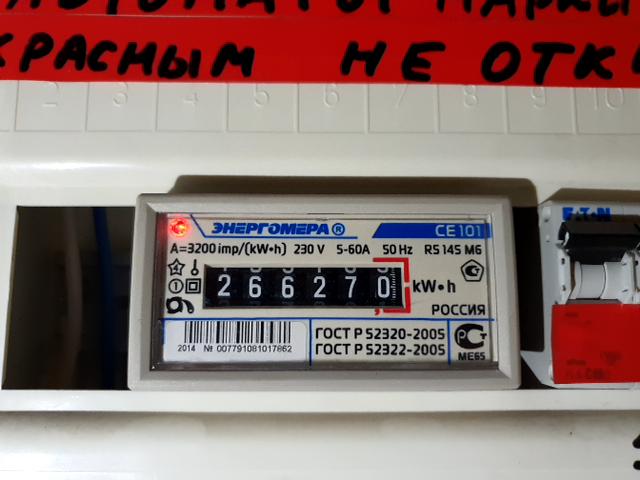 КРАСНЫМ НЕ ОТК
2 3 4 5 6 7 8 9 10
ЭНЕРГОМЕРА® CE101
A=3200 imp/(kW•h) 230 V 5-60A 50 Hz R5 145 M6
266270 kW•h
РОССИЯ
ГОСТ Р 52320-2005
ГОСТ Р 52322-2005
2014 № 007791081017862
МЕ65
EATON